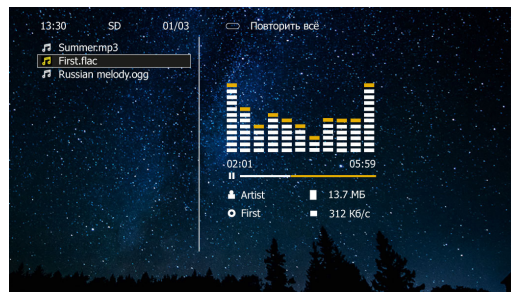 13:30 SD 01/03
Summer.mp3
First.flac
Russian melody.ogg
Повторить всё
02:01 05:59
Artist 13.7 МБ
First 312 Кб/с